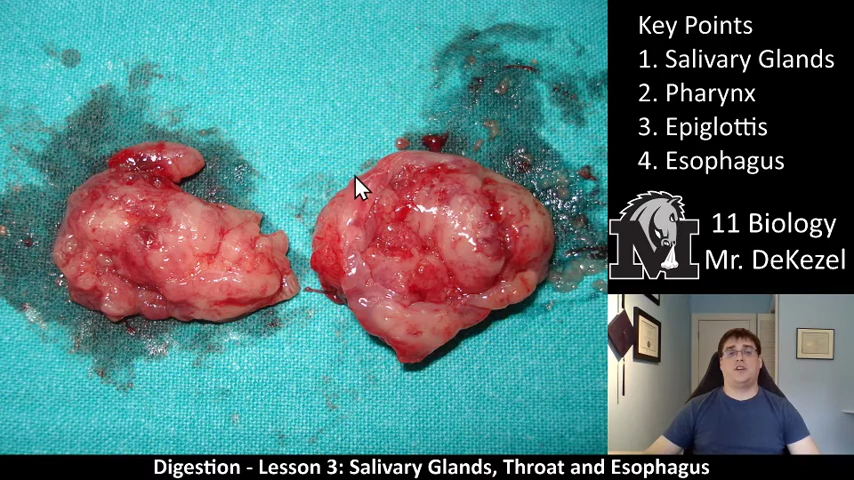 Key Points
1. Salivary Glands
2. Pharynx
3. Epiglottis
4. Esophagus
M
11 Biology
Mr. DeKezel
Digestion - Lesson 3: Salivary Glands, Throat and Esophagus